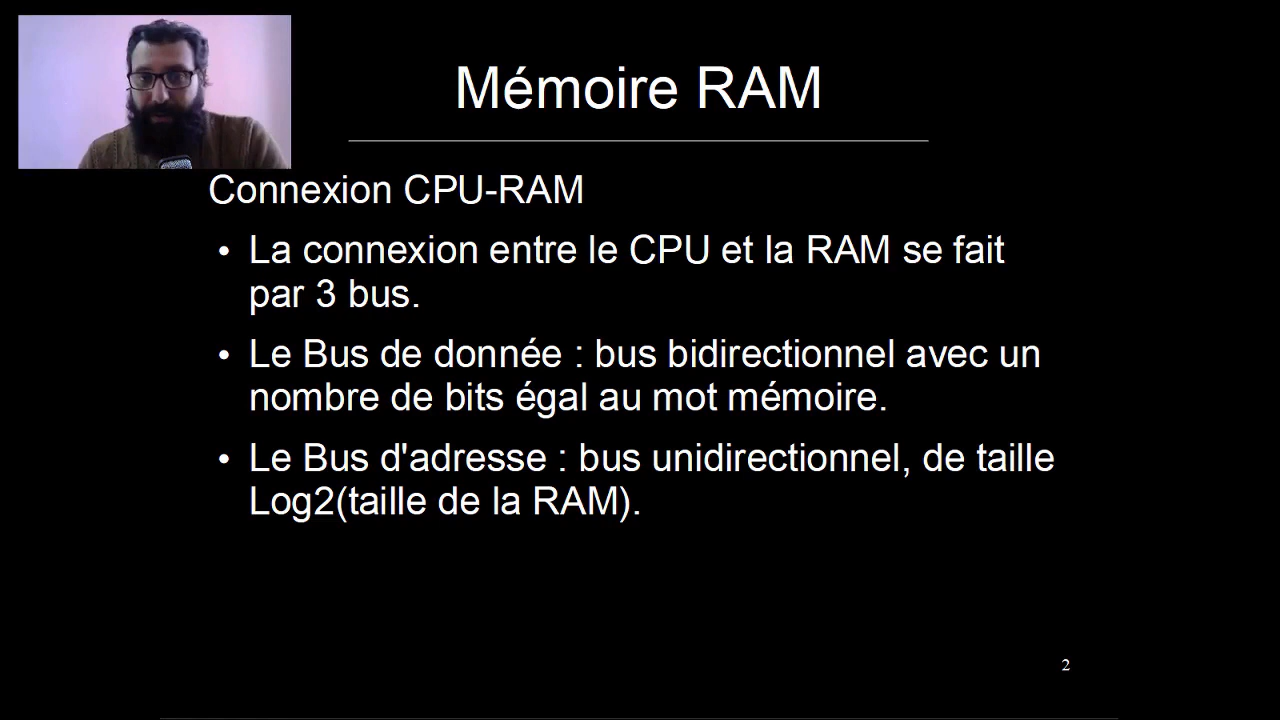 Mémoire RAM
Connexion CPU-RAM
• La connexion entre le CPU et la RAM se fait
par 3 bus.
• Le Bus de donnée : bus bidirectionnel avec un
nombre de bits égal au mot mémoire.
• Le Bus d'adresse : bus unidirectionnel, de taille
Log2(taille de la RAM).
2